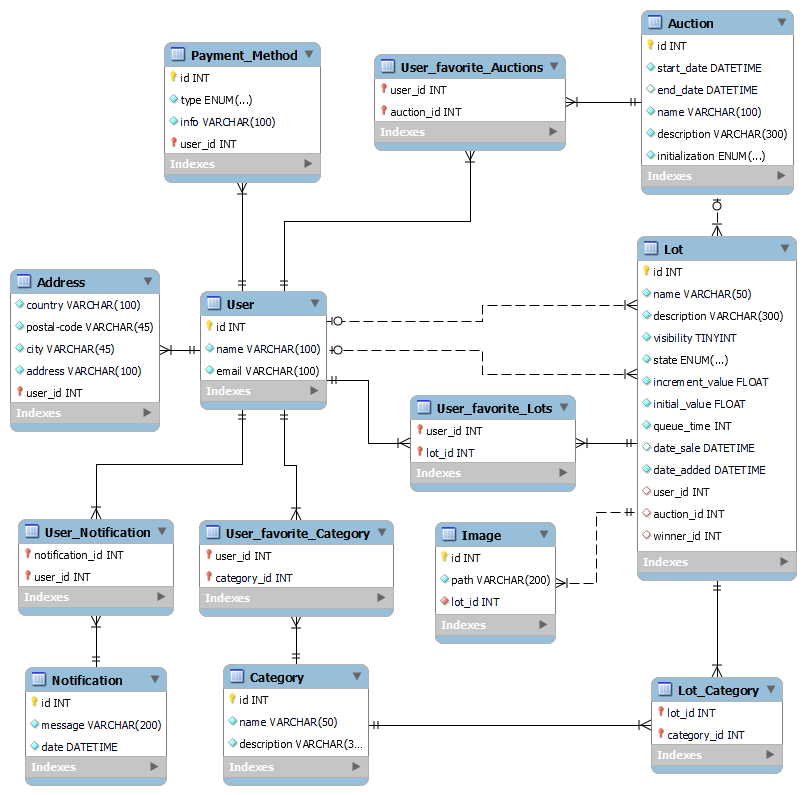 Payment_Method
id INT
type ENUM(...)
info VARCHAR(100)
user_id INT
Indexes
User_favorite_Auctions
user_id INT
auction_id INT
Indexes
Auction
id INT
start_date DATETIME
end_date DATETIME
name VARCHAR(100)
description VARCHAR(300)
initialization ENUM(...)
Indexes
Address
country VARCHAR(100)
postal-code VARCHAR(45)
city VARCHAR(45)
address VARCHAR(100)
user_id INT
Indexes
User
id INT
name VARCHAR(100)
email VARCHAR(100)
Indexes
Lot
id INT
name VARCHAR(50)
description VARCHAR(300)
visibility TINYINT
state ENUM(...)
increment_value FLOAT
initial_value FLOAT
queue_time INT
date_sale DATETIME
date_added DATETIME
user_id INT
auction_id INT
winner_id INT
Indexes
User_favorite_Lots
user_id INT
lot_id INT
Indexes
User_Notification
notification_id INT
user_id INT
Indexes
User_favorite_Category
user_id INT
category_id INT
Indexes
Image
id INT
path VARCHAR(200)
lot_id INT
Indexes
Notification
id INT
message VARCHAR(200)
date DATETIME
Indexes
Category
id INT
name VARCHAR(50)
description VARCHAR(3...
Indexes
Lot_Category
lot_id INT
category_id INT
Indexes